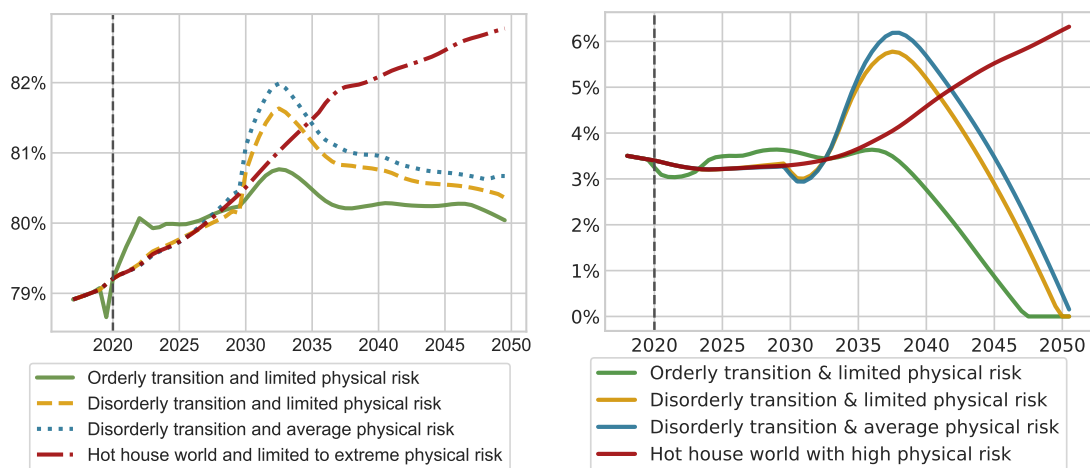 82%
81%
80%
79%
2020 2025 2030 2035 2040 2045 2050
Orderly transition and limited physical risk
Disorderly transition and limited physical risk
Disorderly transition and average physical risk
Hot house world and limited to extreme physical risk
6%
5%
4%
3%
2%
1%
0%
2020 2025 2030 2035 2040 2045 2050
Orderly transition & limited physical risk
Disorderly transition & limited physical risk
Disorderly transition & average physical risk
Hot house world with high physical risk